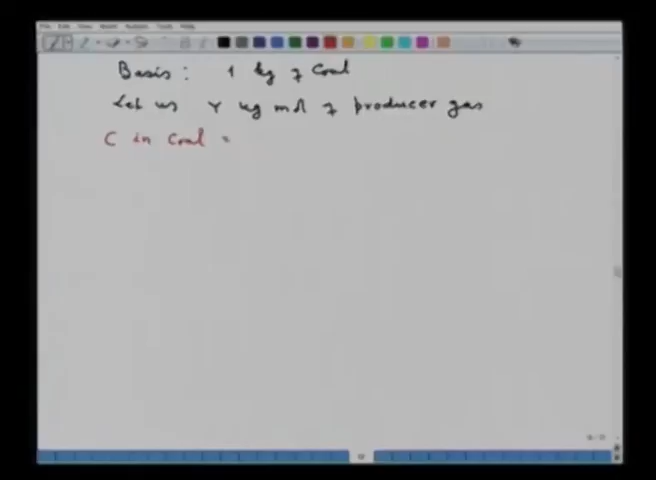 Basis: 1 kg of Coal
Let us Y kg mol of producer gas
C in Coal =